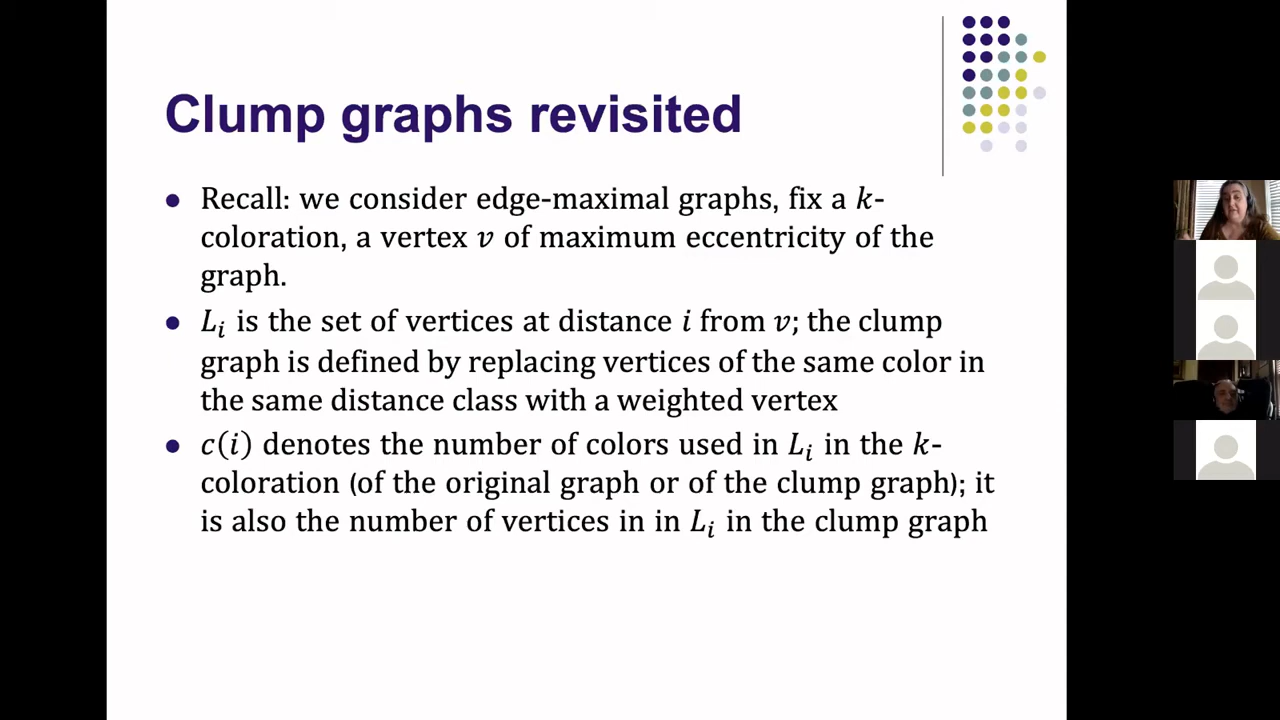 Clump graphs revisited
● Recall: we consider edge-maximal graphs, fix a k-
coloration, a vertex v of maximum eccentricity of the
graph.
● Lᵢ is the set of vertices at distance i from v; the clump
graph is defined by replacing vertices of the same color in
the same distance class with a weighted vertex
● c(i) denotes the number of colors used in Lᵢ in the k-
coloration (of the original graph or of the clump graph); it
is also the number of vertices in in Lᵢ in the clump graph